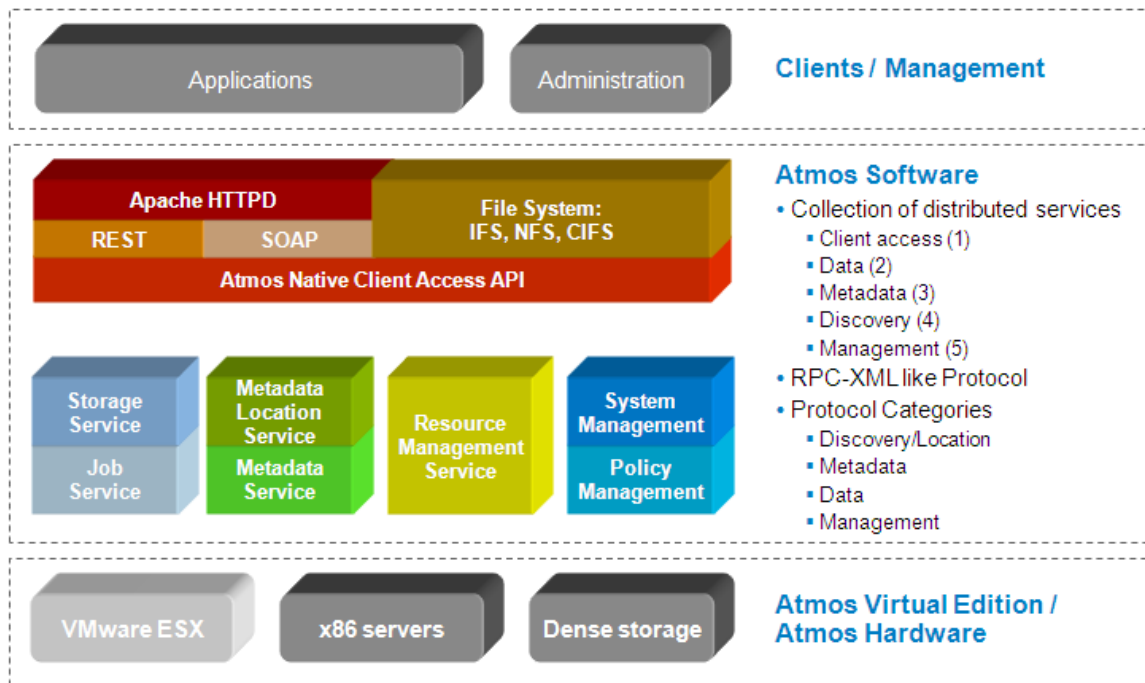 Applications
Administration
Clients / Management
Apache HTTPD
REST
SOAP
File System:
IFS, NFS, CIFS
Atmos Native Client Access API
Storage
Service
Job
Service
Metadata
Location
Service
Metadata
Service
Resource
Management
Service
System
Management
Policy
Management
Atmos Software
• Collection of distributed services
▪ Client access (1)
▪ Data (2)
▪ Metadata (3)
▪ Discovery (4)
▪ Management (5)
• RPC-XML like Protocol
• Protocol Categories
▪ Discovery/Location
▪ Metadata
▪ Data
▪ Management
VMware ESX
x86 servers
Dense storage
Atmos Virtual Edition /
Atmos Hardware